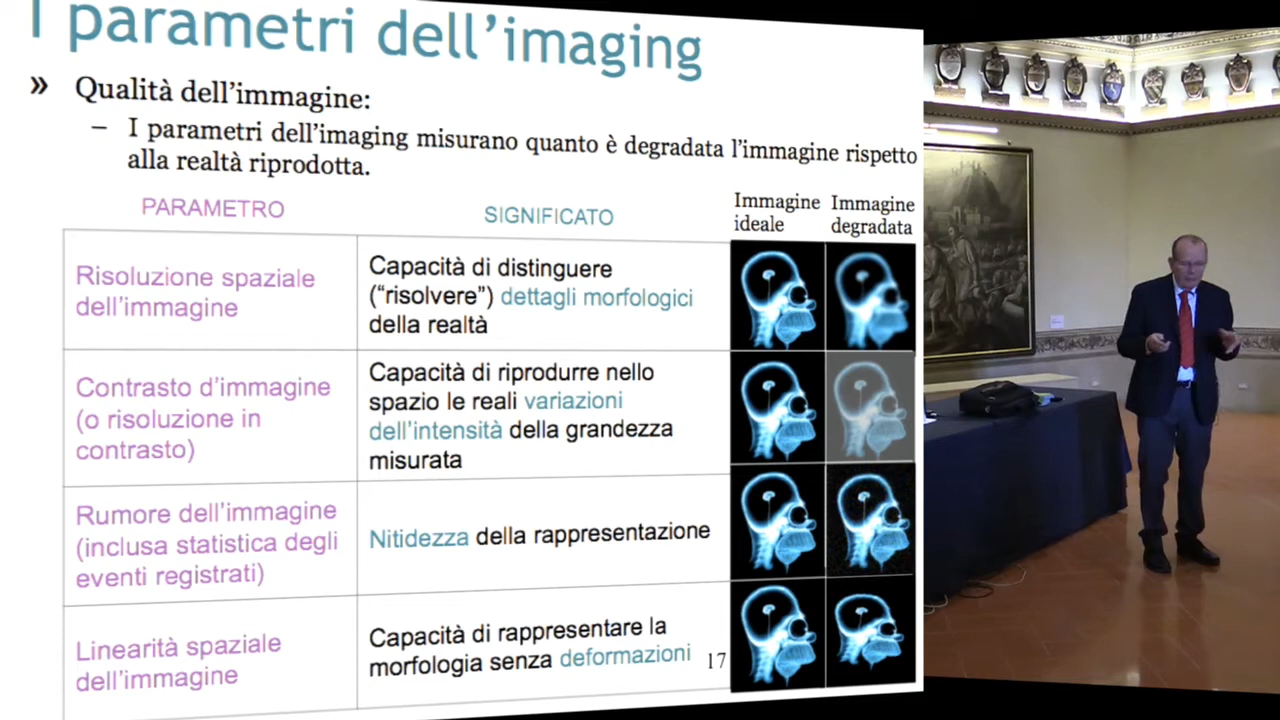 I parametri dell'imaging
» Qualità dell'immagine:
– I parametri dell'imaging misurano quanto è degradata l'immagine rispetto
alla realtà riprodotta.
PARAMETRO
SIGNIFICATO
Immagine
ideale
Immagine
degradata
Risoluzione spaziale
dell'immagine
Capacità di distinguere
("risolvere") dettagli morfologici
della realtà
Contrasto d'immagine
(o risoluzione in
contrasto)
Capacità di riprodurre nello
spazio le reali variazioni
dell'intensità della grandezza
misurata
Rumore dell'immagine
(inclusa statistica degli
eventi registrati)
Nitidezza della rappresentazione
Linearità spaziale
dell'immagine
Capacità di rappresentare la
morfologia senza deformazioni
17